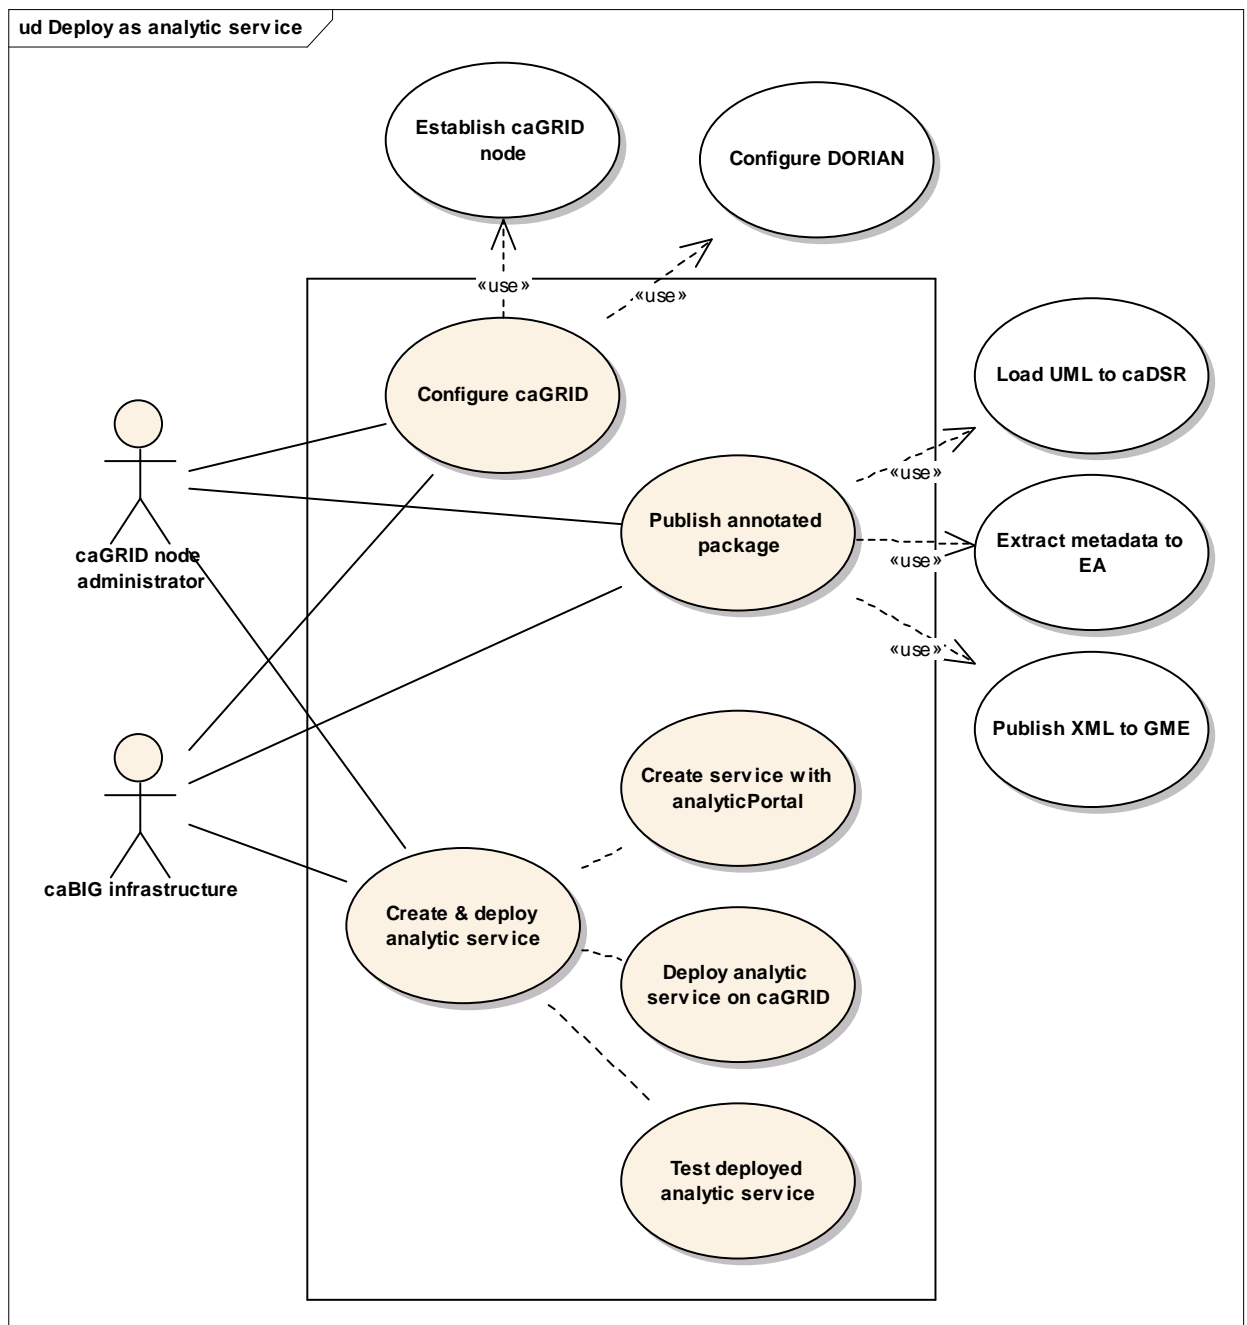 ud Deploy as analytic service
Establish caGRID
node
Configure DORIAN
«use»
«use»
Load UML to caDSR
Configure caGRID
«use»
Publish annotated
package
Extract metadata to
EA
caGRID node
administrator
«use»
«use»
Publish XML to GME
Create service with
analyticPortal
caBIG infrastructure
Create & deploy
analytic service
Deploy analytic
service on caGRID
Test deployed
analytic service